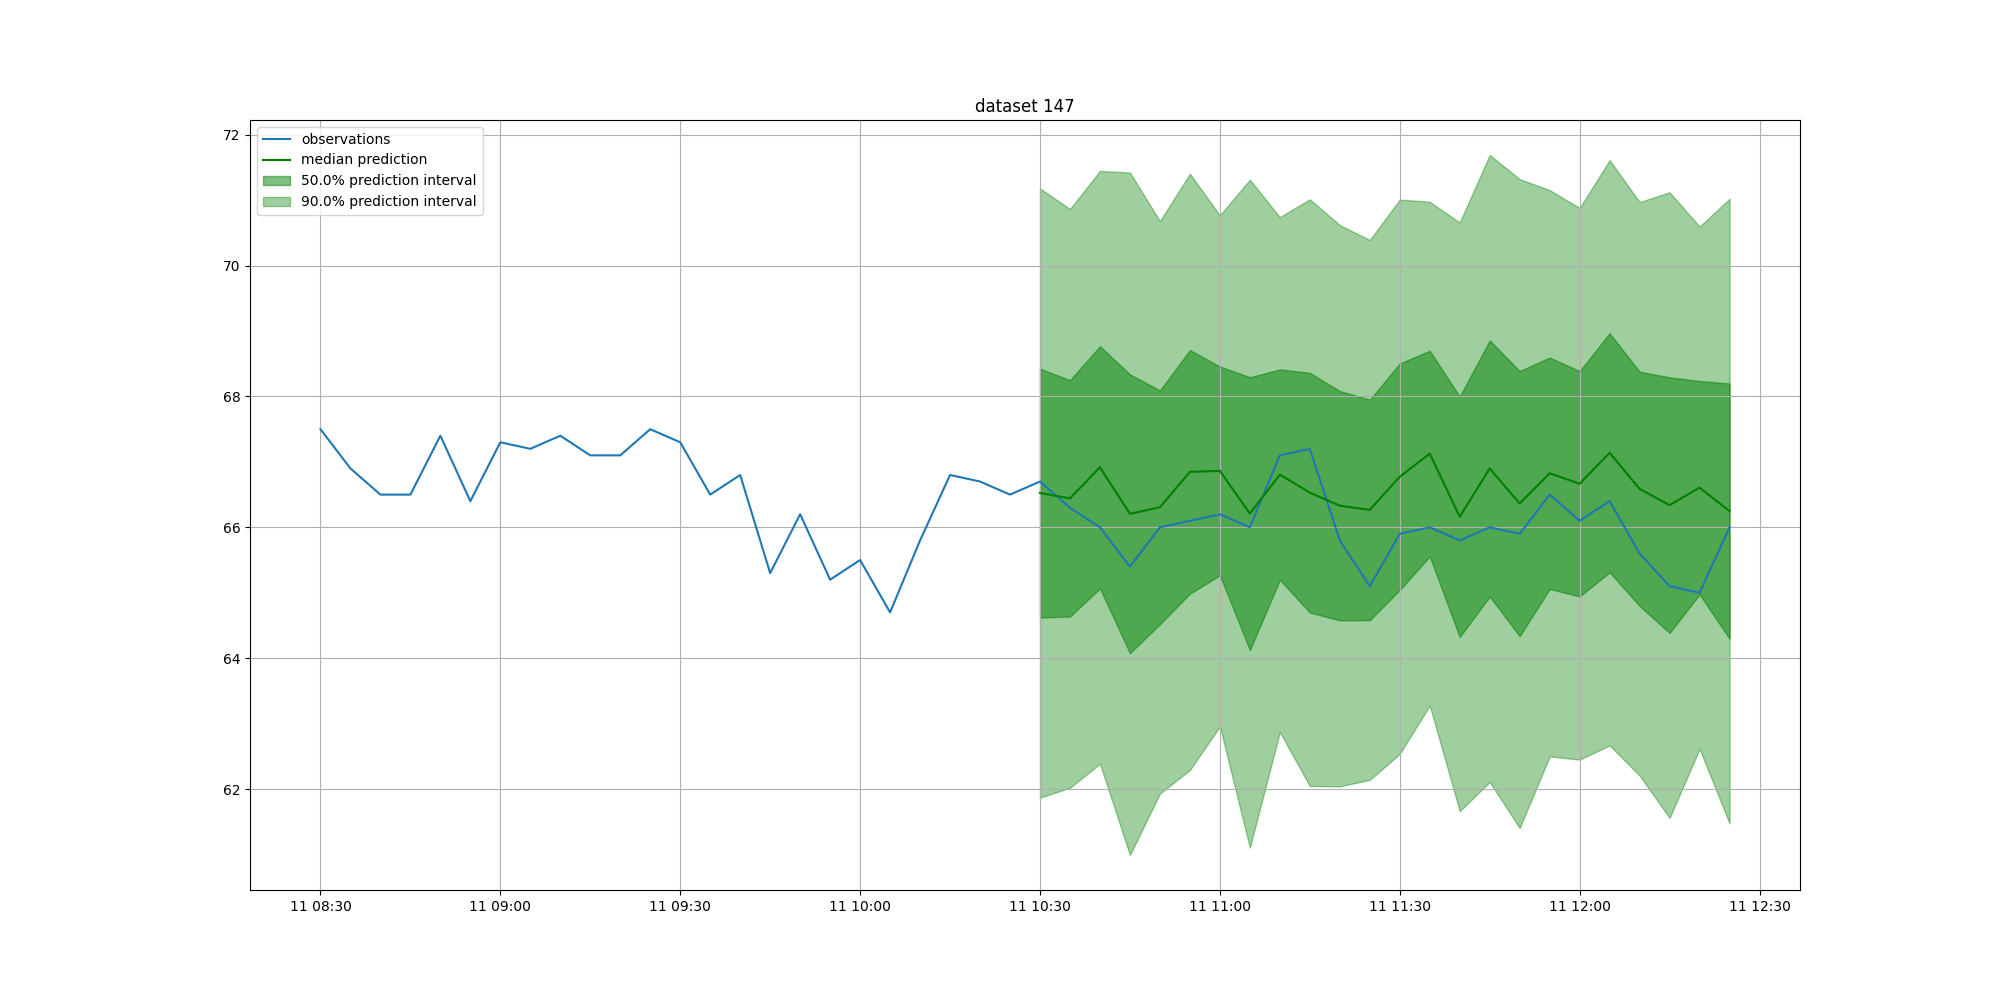 dataset 147
72
observations
median prediction
50.0% prediction interval
90.0% prediction interval
70
68
66
64
62
11 08:30 11 09:00 11 09:30 11 10:00 11 10:30 11 11:00 11 11:30 11 12:00 11 12:30